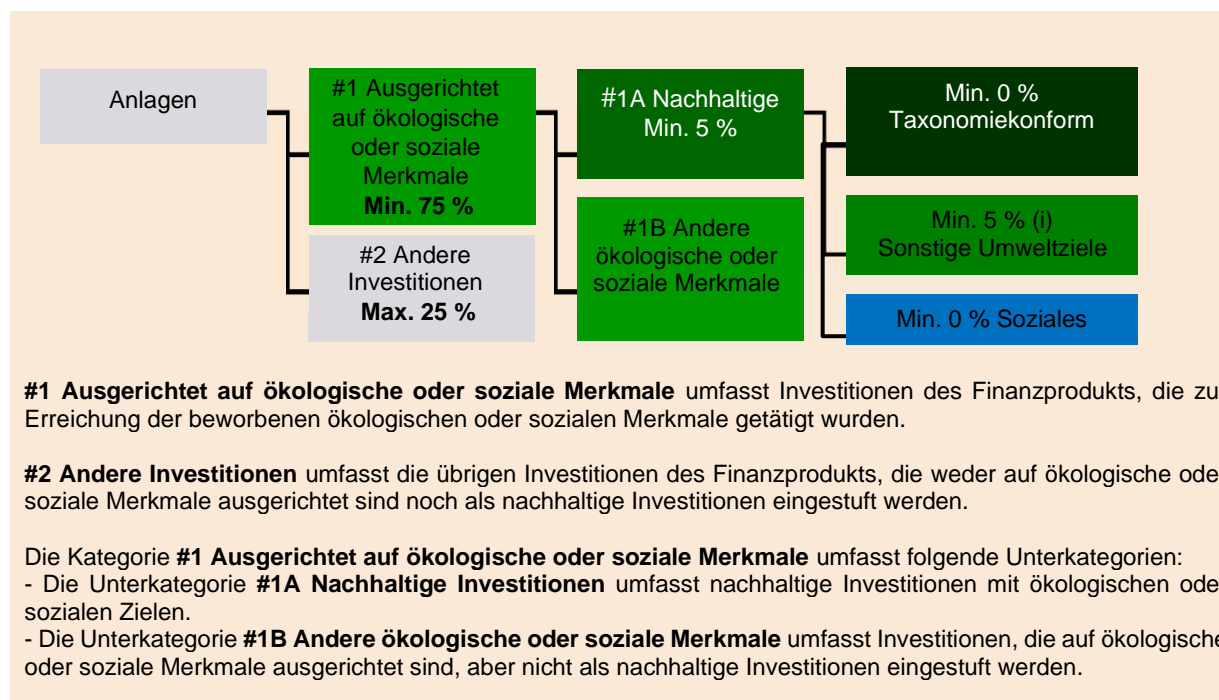 Anlagen
#1 Ausgerichtet
auf ökologische
oder soziale
Merkmale
Min. 75 %
#2 Andere
Investitionen
Max. 25 %
#1A Nachhaltige
Min. 5 %
#1B Andere
ökologische oder
soziale Merkmale
Min. 0 %
Taxonomiekonform
Min. 5 % (i)
Sonstige Umweltziele
Min. 0 % Soziales
#1 Ausgerichtet auf ökologische oder soziale Merkmale umfasst Investitionen des Finanzprodukts, die zu
Erreichung der beworbenen ökologischen oder sozialen Merkmale getätigt wurden.
#2 Andere Investitionen umfasst die übrigen Investitionen des Finanzprodukts, die weder auf ökologische ode
soziale Merkmale ausgerichtet sind noch als nachhaltige Investitionen eingestuft werden.
Die Kategorie #1 Ausgerichtet auf ökologische oder soziale Merkmale umfasst folgende Unterkategorien:
- Die Unterkategorie #1A Nachhaltige Investitionen umfasst nachhaltige Investitionen mit ökologischen ode
sozialen Zielen.
- Die Unterkategorie #1B Andere ökologische oder soziale Merkmale umfasst Investitionen, die auf ökologische
oder soziale Merkmale ausgerichtet sind, aber nicht als nachhaltige Investitionen eingestuft werden.